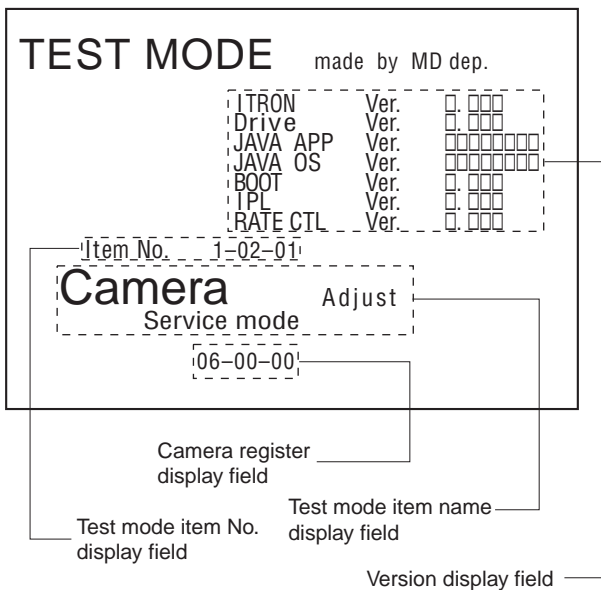 TEST MODE made by MD dep.
ITRON Ver. □.□□□
Drive Ver. □.□□□
JAVA APP Ver. □□□□□□□□
JAVA OS Ver. □□□□□□□□
BOOT Ver. □.□□□
IPL Ver. □.□□□
RATE CTL Ver. □.□□□
Item No. 1–02–01
Camera Adjust
Service mode
06–00–00
Camera register
display field
Test mode item name
display field
Test mode item No.
display field
Version display field